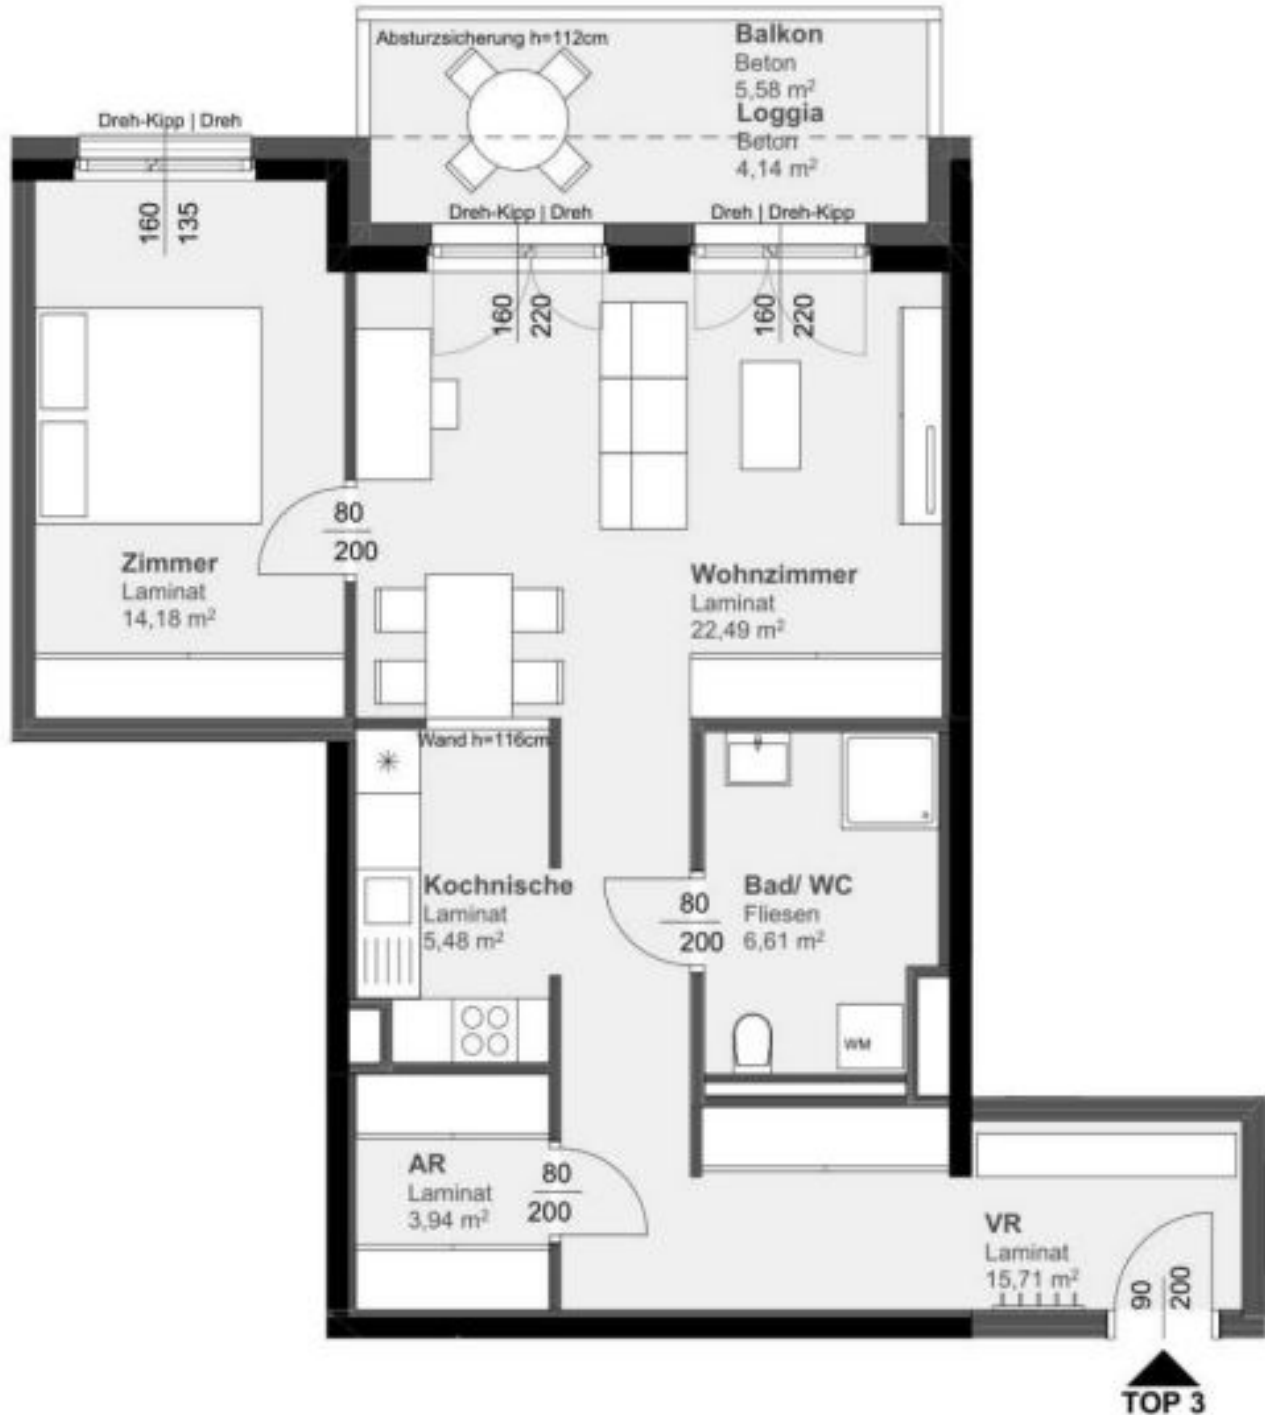 Absturzsicherung h=112cm
Balkon
Beton
5,58 m²
Loggia
Beton
4,14 m²
Dreh-Kipp | Dreh
160
135
Dreh-Kipp | Dreh
Dreh | Dreh-Kipp
160
220
160
220
80
200
Zimmer
Laminat
14,18 m²
Wohnzimmer
Laminat
22,49 m²
Wand h=116cm
Kochnische
Laminat
5,48 m²
80
200
Bad/ WC
Fliesen
6,61 m²
WM
AR
Laminat
3,94 m²
80
200
VR
Laminat
15,71 m²
90
200
TOP 3